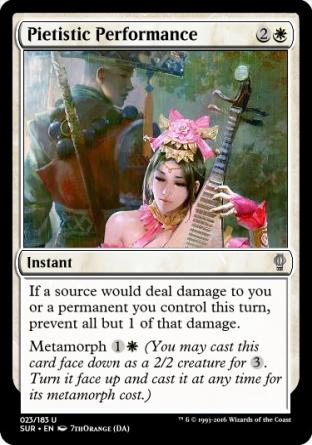 Pietistic Performance 2
Instant
If a source would deal damage to you
or a permanent you control this turn,
prevent all but 1 of that damage.
Metamorph 1 (You may cast this
card face down as a 2/2 creature for 3.
Turn it face up and cast it at any time for
its metamorph cost.)
023/183 U
SUR • EN 7THORANGE (DA)
™ & © 1993-2016 Wizards of the Coast